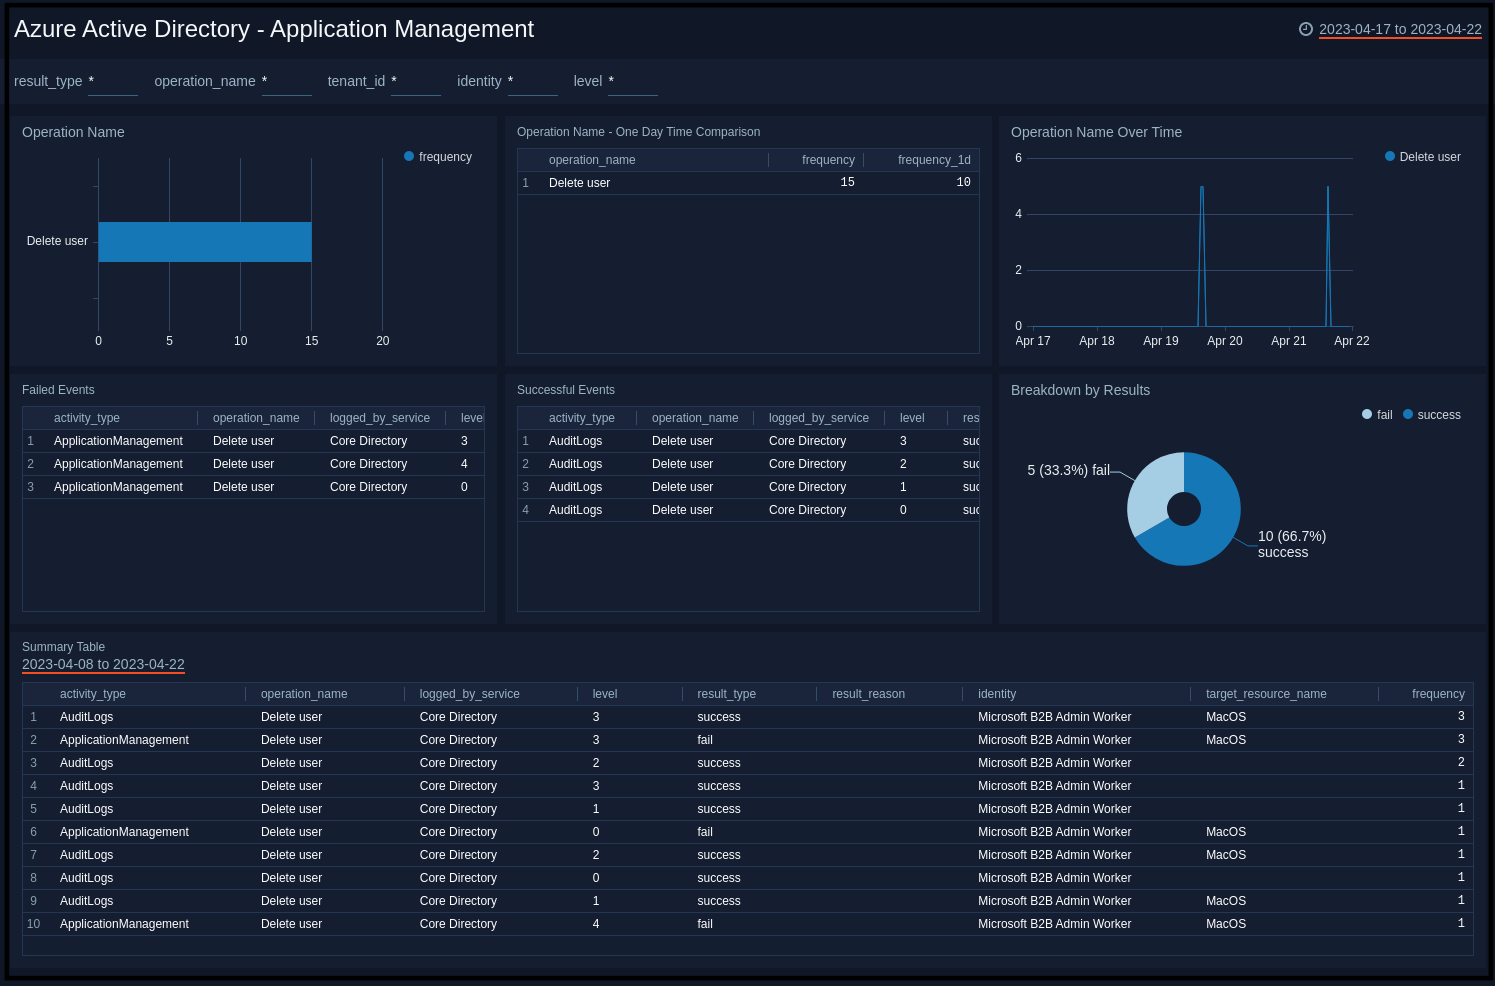 Azure Active Directory - Application Management
2023-04-17 to 2023-04-22
result_type * operation_name * tenant_id * identity * level *
Operation Name
frequency
Delete user
0 5 10 15 20
Operation Name - One Day Time Comparison
operation_name frequency frequency_1d
1 Delete user 15 10
Operation Name Over Time
Delete user
6
4
2
0
Apr 17 Apr 18 Apr 19 Apr 20 Apr 21 Apr 22
Failed Events
activity_type operation_name logged_by_service level
1 ApplicationManagement Delete user Core Directory 3
2 ApplicationManagement Delete user Core Directory 4
3 ApplicationManagement Delete user Core Directory 0
Successful Events
activity_type operation_name logged_by_service level res
1 AuditLogs Delete user Core Directory 3 suc
2 AuditLogs Delete user Core Directory 2 suc
3 AuditLogs Delete user Core Directory 1 suc
4 AuditLogs Delete user Core Directory 0 suc
Breakdown by Results
fail success
5 (33.3%) fail
10 (66.7%)
success
Summary Table
2023-04-08 to 2023-04-22
activity_type operation_name logged_by_service level result_type result_reason identity target_resource_name frequency
1 AuditLogs Delete user Core Directory 3 success Microsoft B2B Admin Worker MacOS 3
2 ApplicationManagement Delete user Core Directory 3 fail Microsoft B2B Admin Worker MacOS 3
3 AuditLogs Delete user Core Directory 2 success Microsoft B2B Admin Worker 2
4 AuditLogs Delete user Core Directory 3 success Microsoft B2B Admin Worker 1
5 AuditLogs Delete user Core Directory 1 success Microsoft B2B Admin Worker 1
6 ApplicationManagement Delete user Core Directory 0 fail Microsoft B2B Admin Worker MacOS 1
7 AuditLogs Delete user Core Directory 2 success Microsoft B2B Admin Worker MacOS 1
8 AuditLogs Delete user Core Directory 0 success Microsoft B2B Admin Worker 1
9 AuditLogs Delete user Core Directory 1 success Microsoft B2B Admin Worker MacOS 1
10 ApplicationManagement Delete user Core Directory 4 fail Microsoft B2B Admin Worker MacOS 1